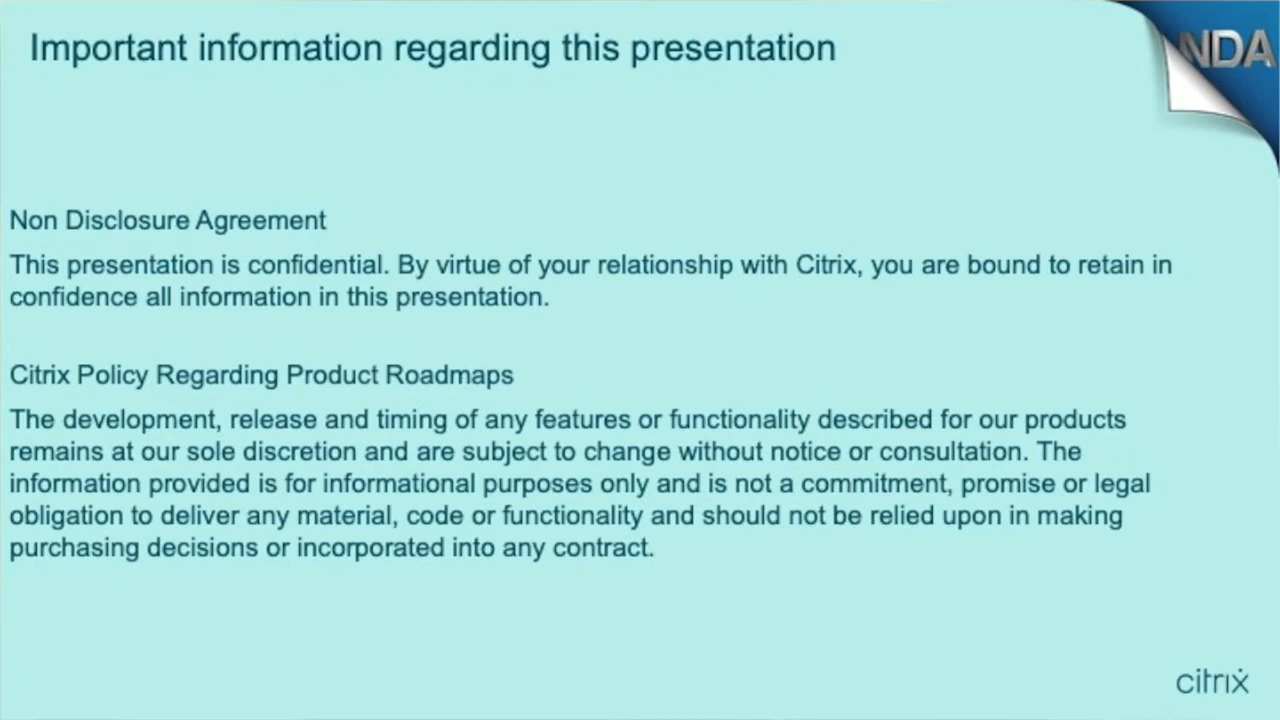 Important information regarding this presentation
NDA
Non Disclosure Agreement
This presentation is confidential. By virtue of your relationship with Citrix, you are bound to retain in
confidence all information in this presentation.
Citrix Policy Regarding Product Roadmaps
The development, release and timing of any features or functionality described for our products
remains at our sole discretion and are subject to change without notice or consultation. The
information provided is for informational purposes only and is not a commitment, promise or legal
obligation to deliver any material, code or functionality and should not be relied upon in making
purchasing decisions or incorporated into any contract.
citrix